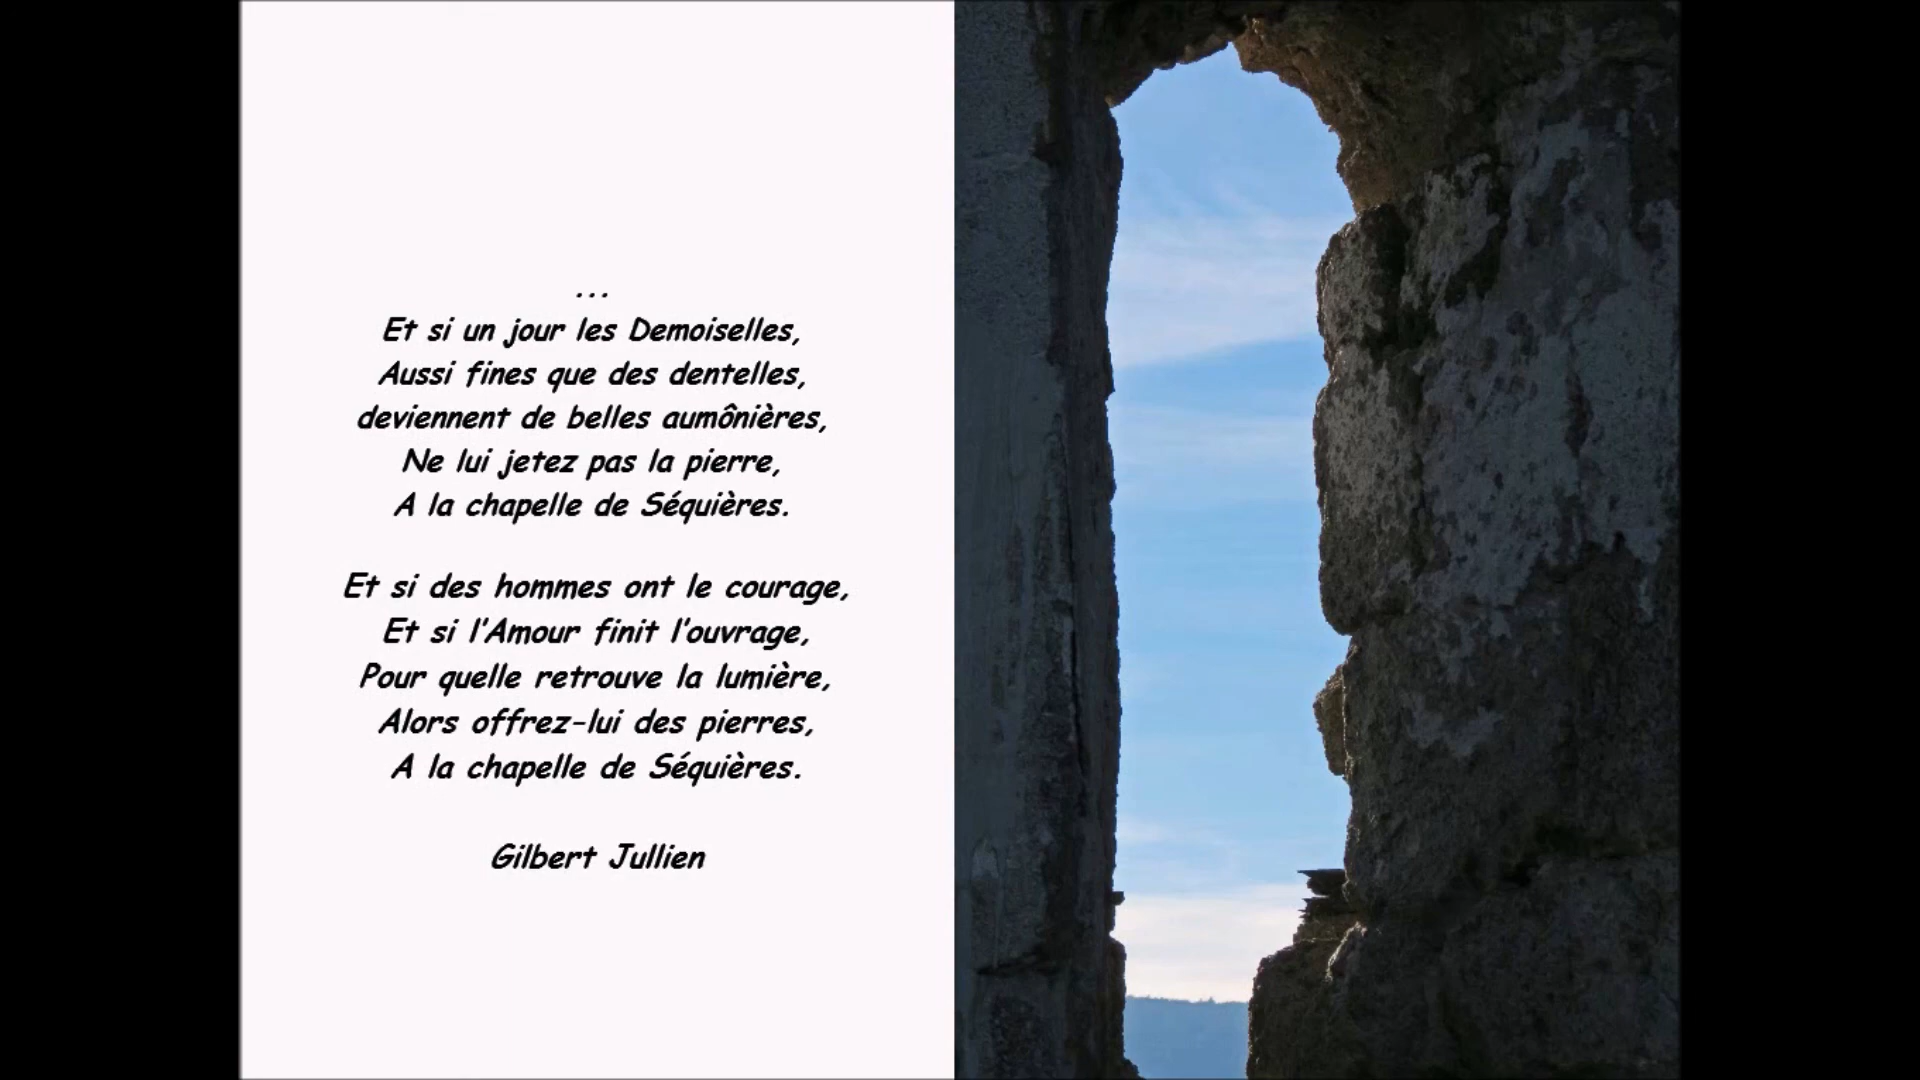 ...
Et si un jour les Demoiselles,
Aussi fines que des dentelles,
deviennent de belles aumônières,
Ne lui jetez pas la pierre,
A la chapelle de Séquières.
Et si des hommes ont le courage,
Et si l'Amour finit l'ouvrage,
Pour quelle retrouve la lumière,
Alors offrez-lui des pierres,
A la chapelle de Séquières.
Gilbert Jullien